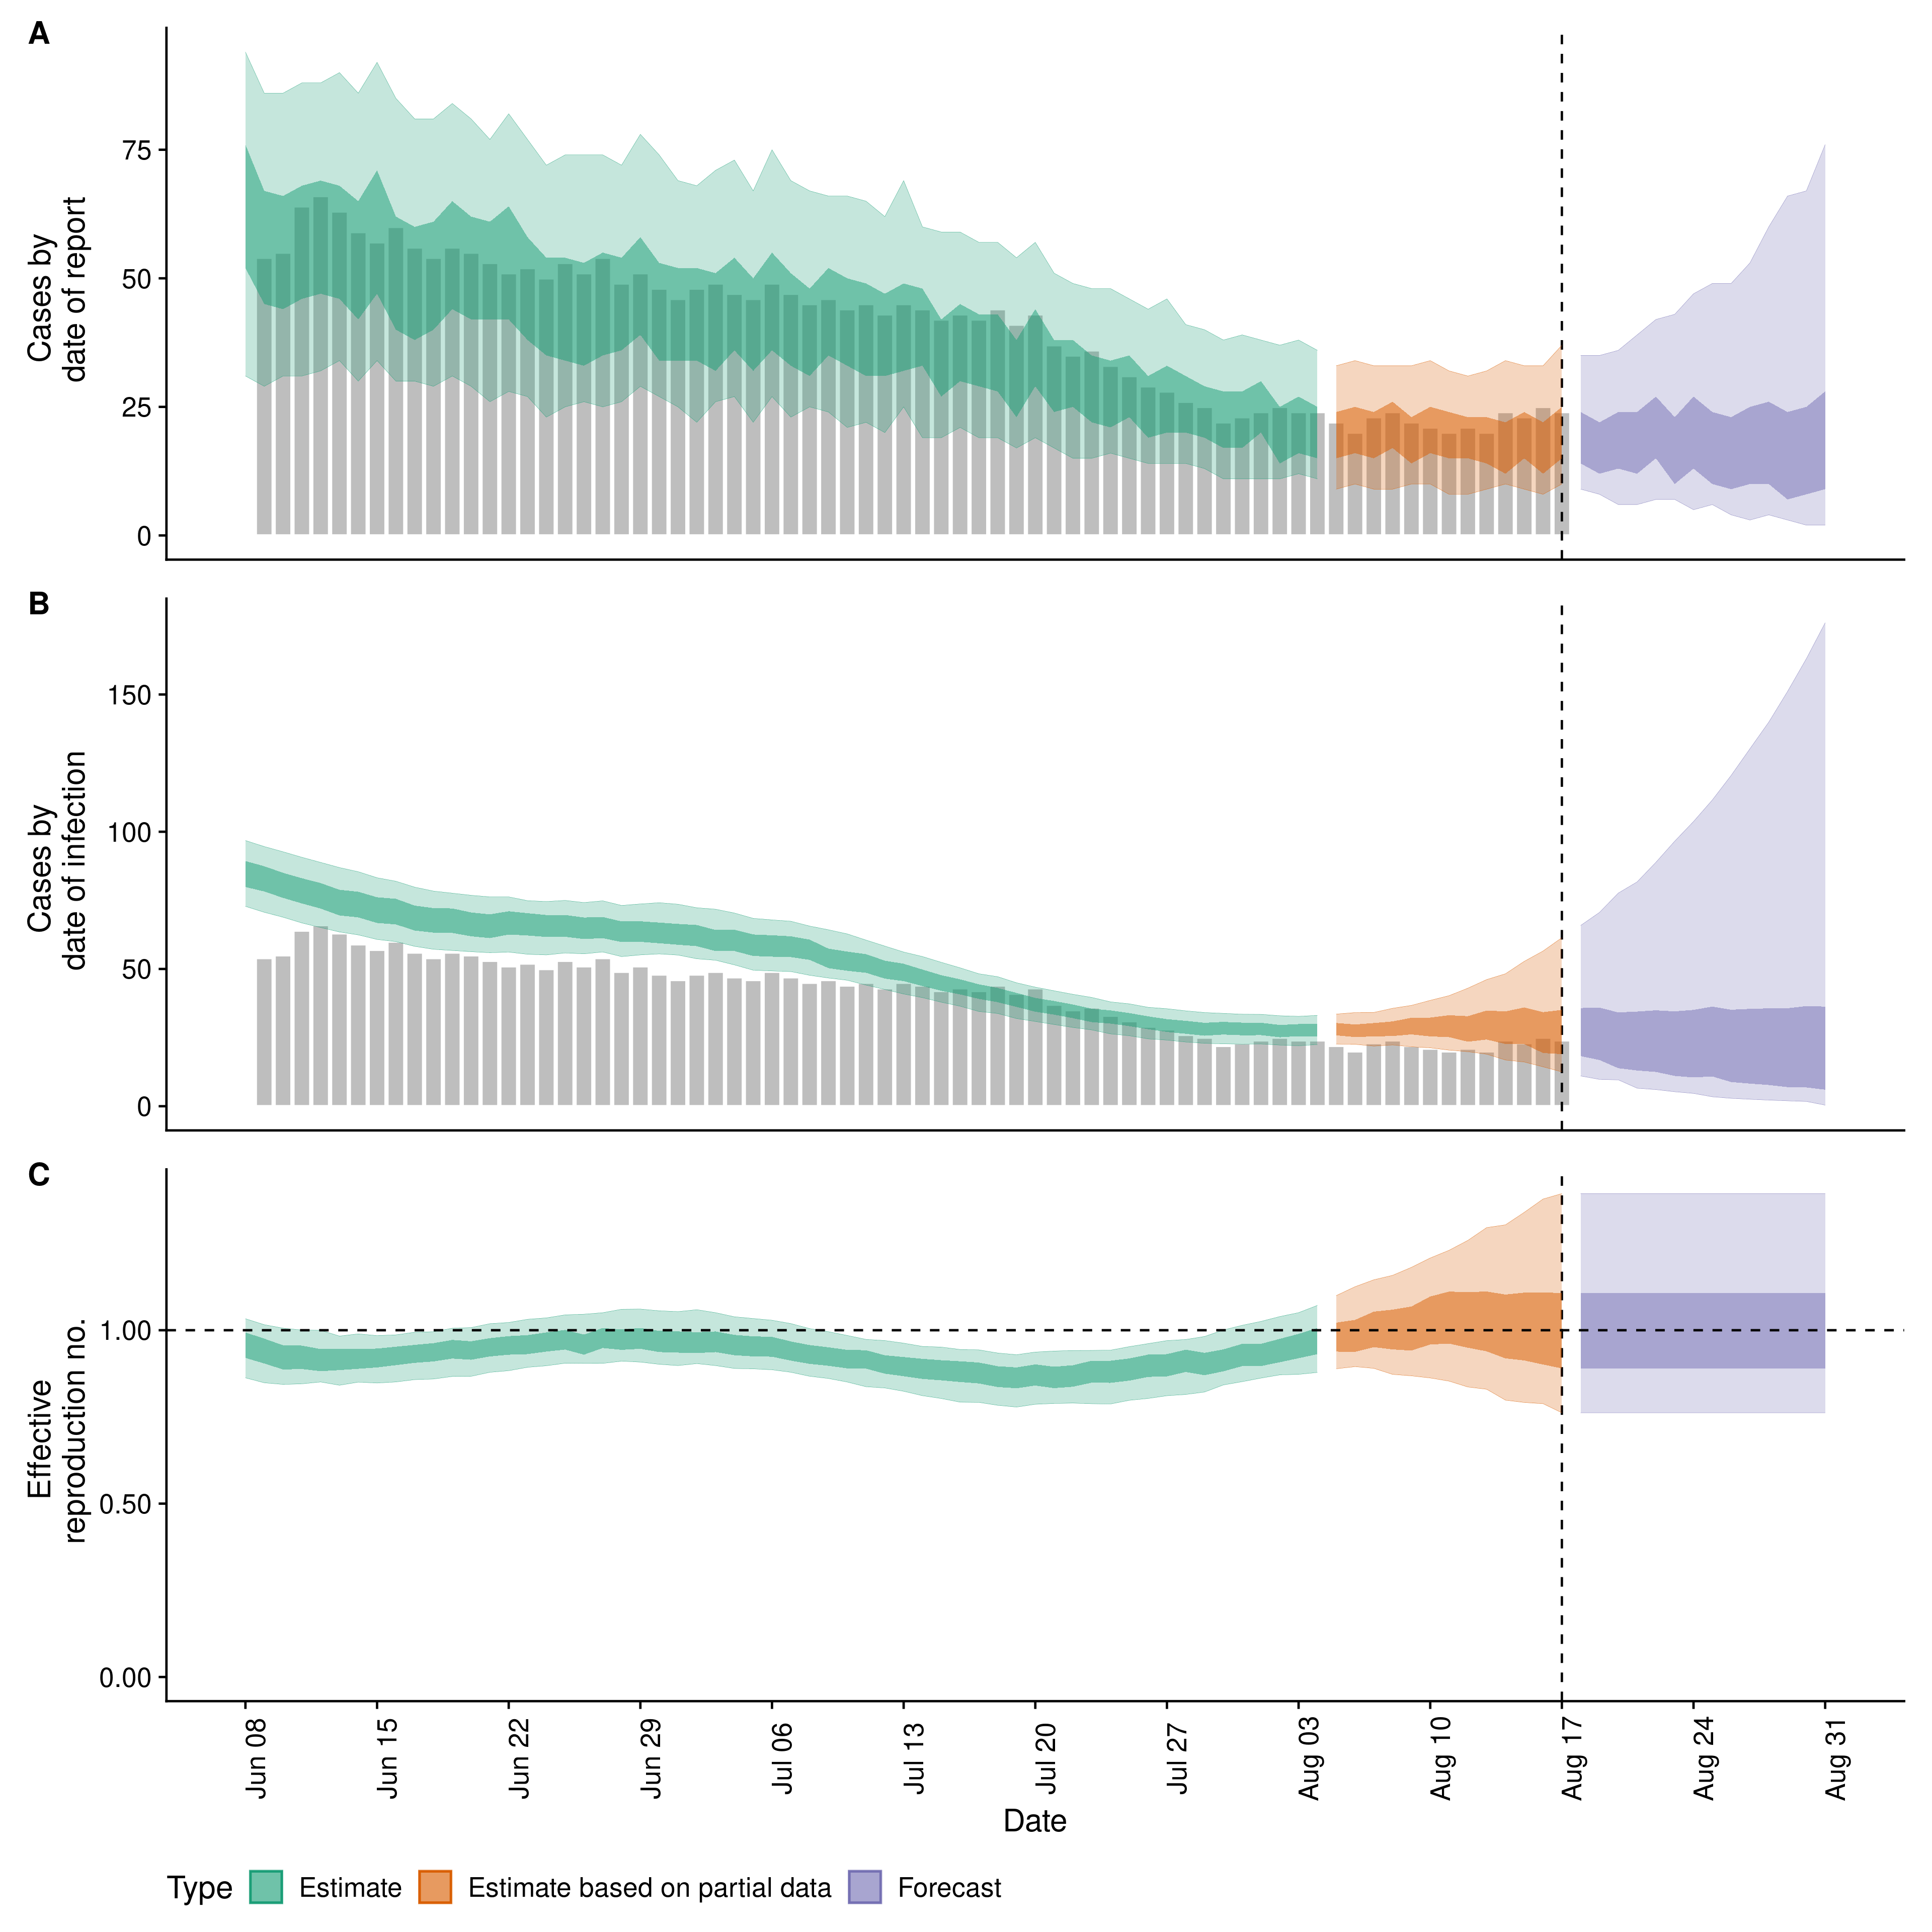 A
Cases by
date of report
75
50
25
0
B
Cases by
date of infection
150
100
50
0
C
Effective
reproduction no.
1.00
0.50
0.00
Jun 08
Jun 15
Jun 22
Jun 29
Jul 06
Jul 13
Jul 20
Jul 27
Aug 03
Aug 10
Aug 17
Aug 24
Aug 31
Date
Type Estimate Estimate based on partial data Forecast